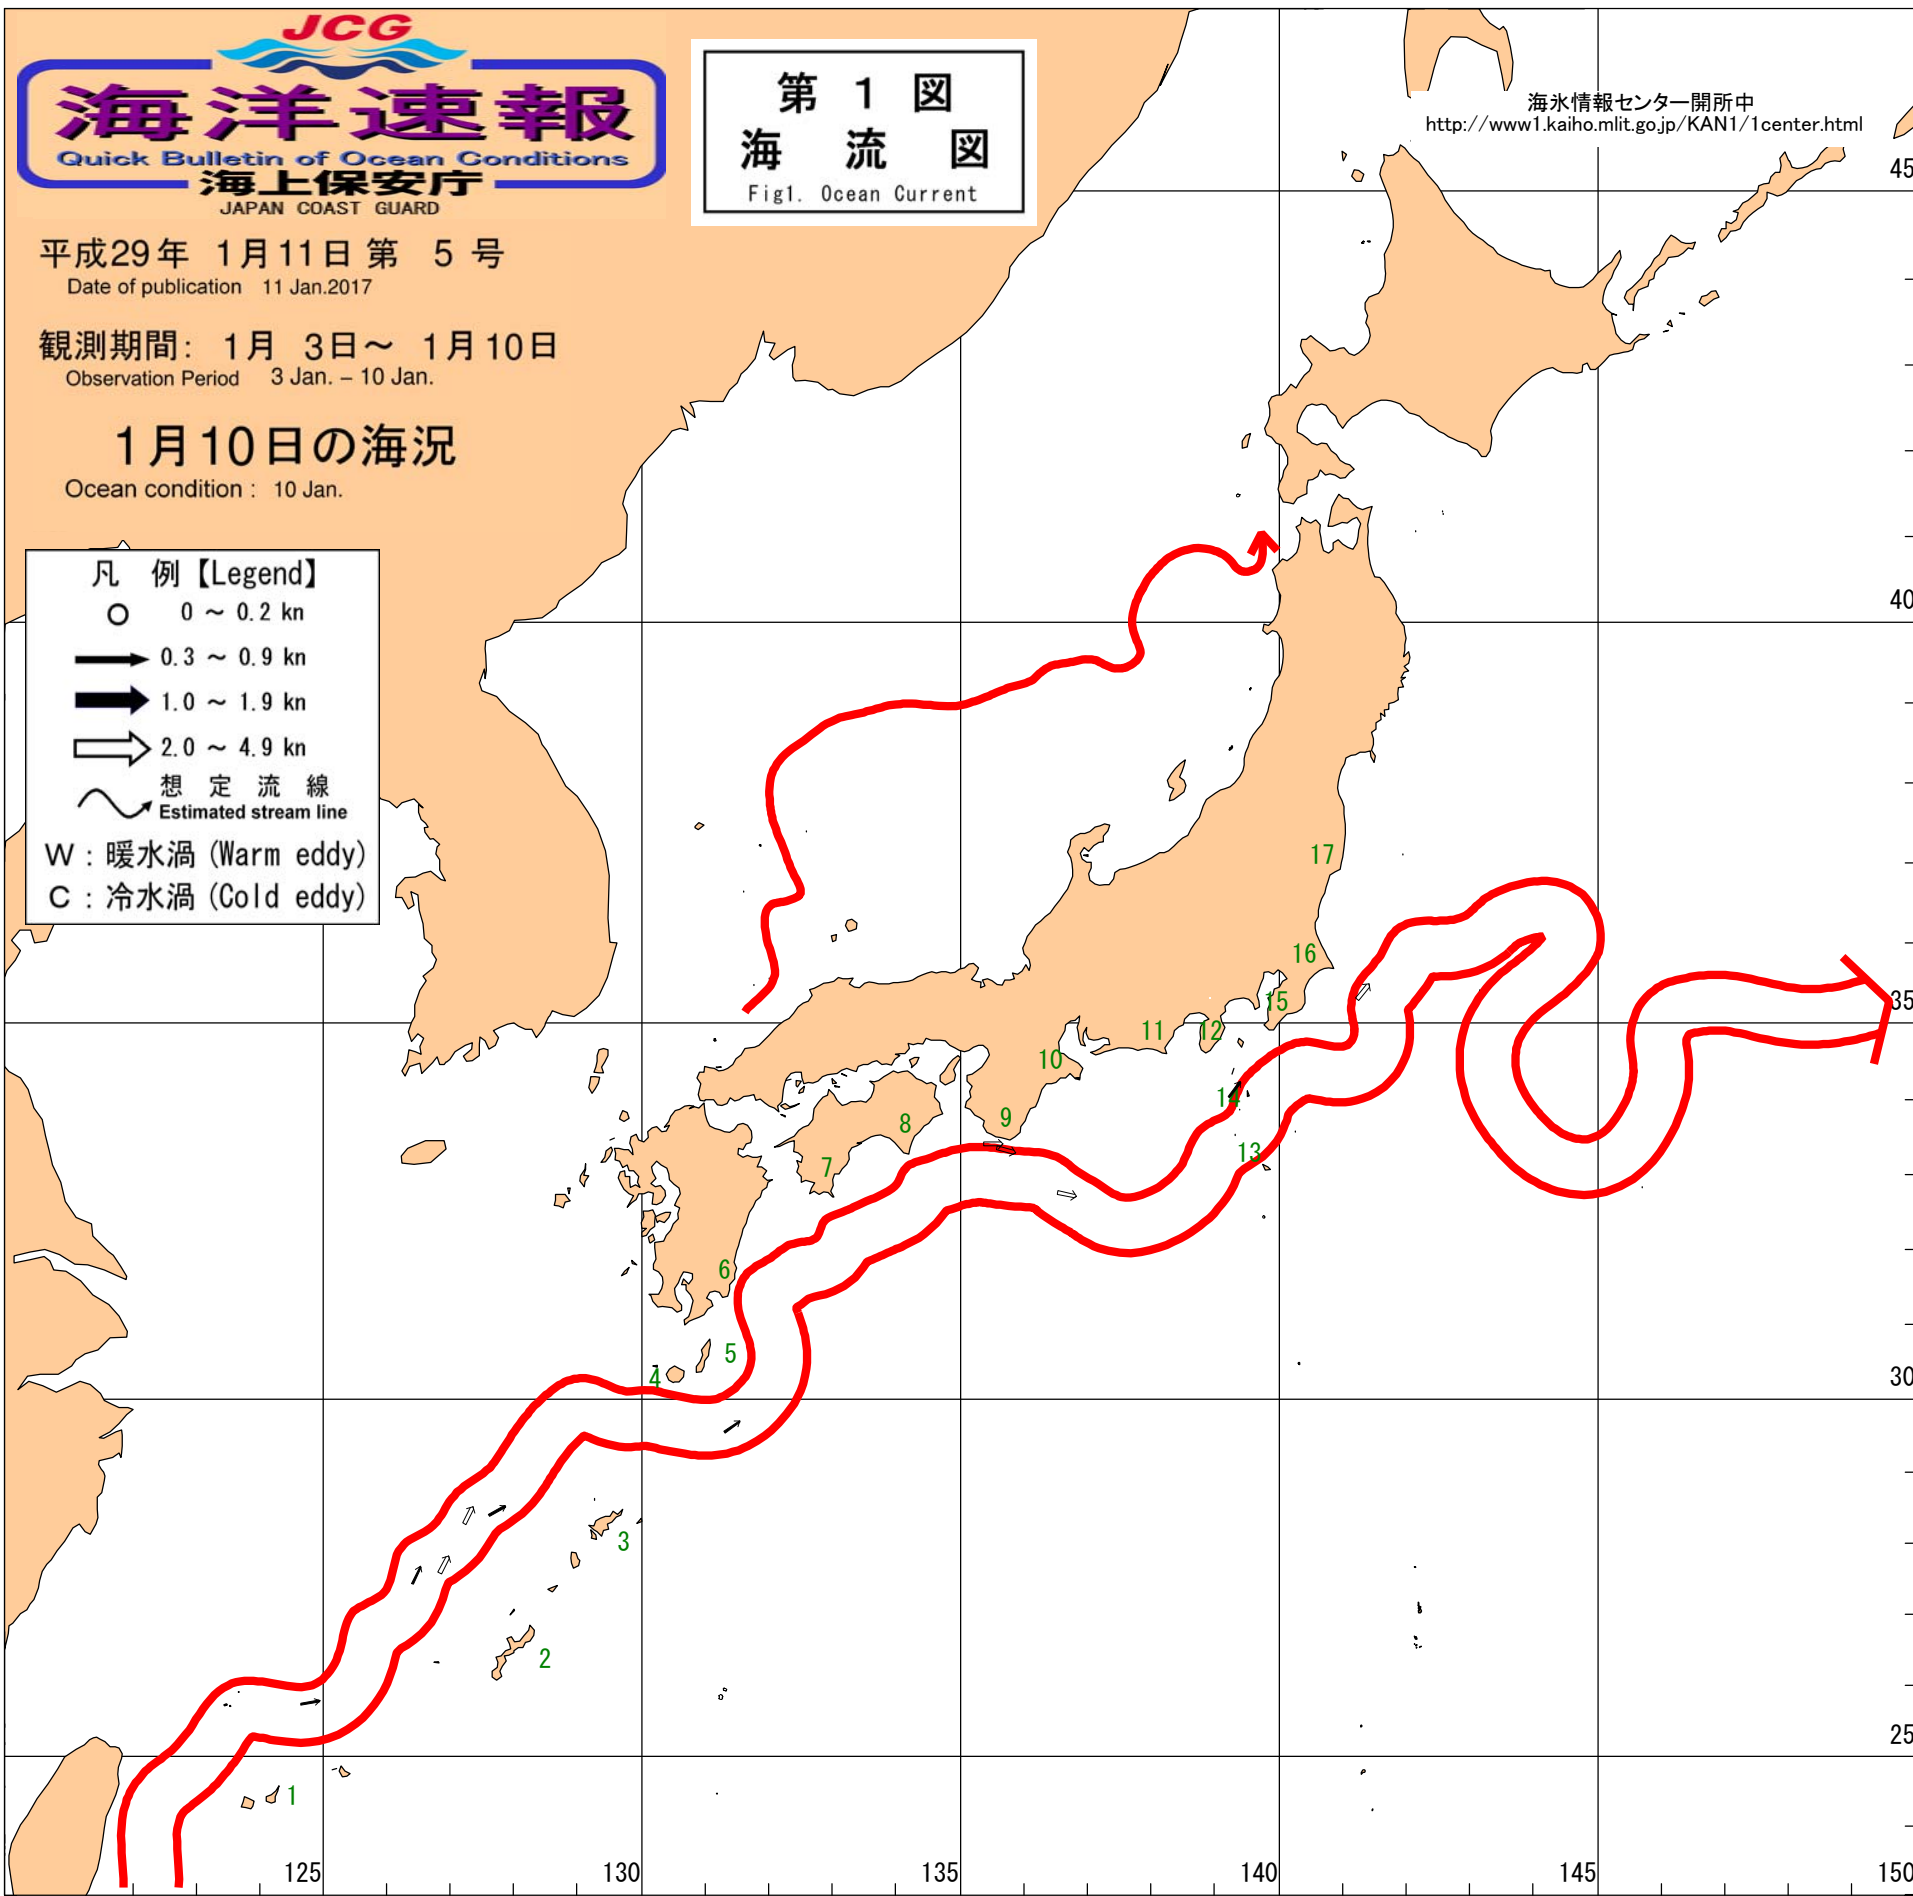 JCG
海洋速報
Quick Bulletin of Ocean Conditions
海上保安庁
JAPAN COAST GUARD
第 1 図
海 流 図
Fig1. Ocean Current
海氷情報センター開所中
http://www1.kaiho.mlit.go.jp/KAN1/1center.html
平成29年 1月11日 第 5 号
Date of publication 11 Jan.2017
観測期間: 1月 3日～ 1月10日
Observation Period 3 Jan. – 10 Jan.
1月10日の海況
Ocean condition : 10 Jan.
凡 例【Legend】
0 ～ 0.2 kn
0.3 ～ 0.9 kn
1.0 ～ 1.9 kn
2.0 ～ 4.9 kn
想 定 流 線
Estimated stream line
W : 暖水渦 (Warm eddy)
C : 冷水渦 (Cold eddy)
45
40
35
30
25
17
16
15
12
11
10
14
13
9
8
7
6
5
4
3
2
1
125
130
135
140
145
150